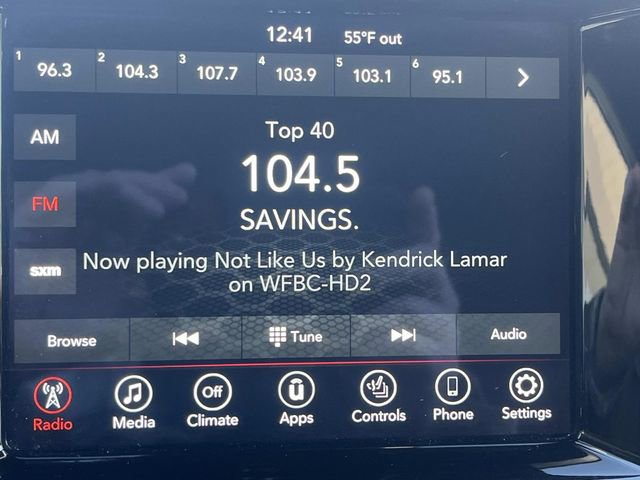 12:41 55°F out
1 96.3 2 104.3 3 107.7 4 103.9 5 103.1 6 95.1
AM
Top 40
104.5
FM
SAVINGS.
sxm
Now playing Not Like Us by Kendrick Lamar
on WFBC-HD2
Browse Tune Audio
Off
Radio Media Climate Apps Controls Phone Settings